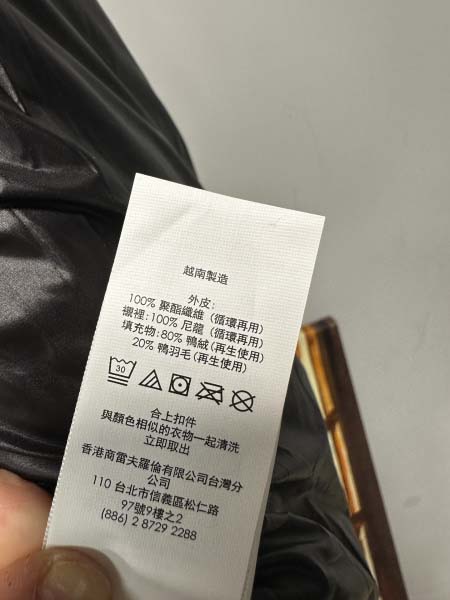 越南製造
外皮:
100% 聚酯纖維 (循環再用)
襯裡:100% 尼龍 (循環再用)
填充物:80% 鴨絨(再生使用)
20% 鴨羽毛(再生使用)
30
合上扣件
與顏色相似的衣物一起清洗
立即取出
香港商雷夫羅倫有限公司台灣分
公司
110 台北市信義區松仁路
97號9樓之2
(886) 2 8729 2288